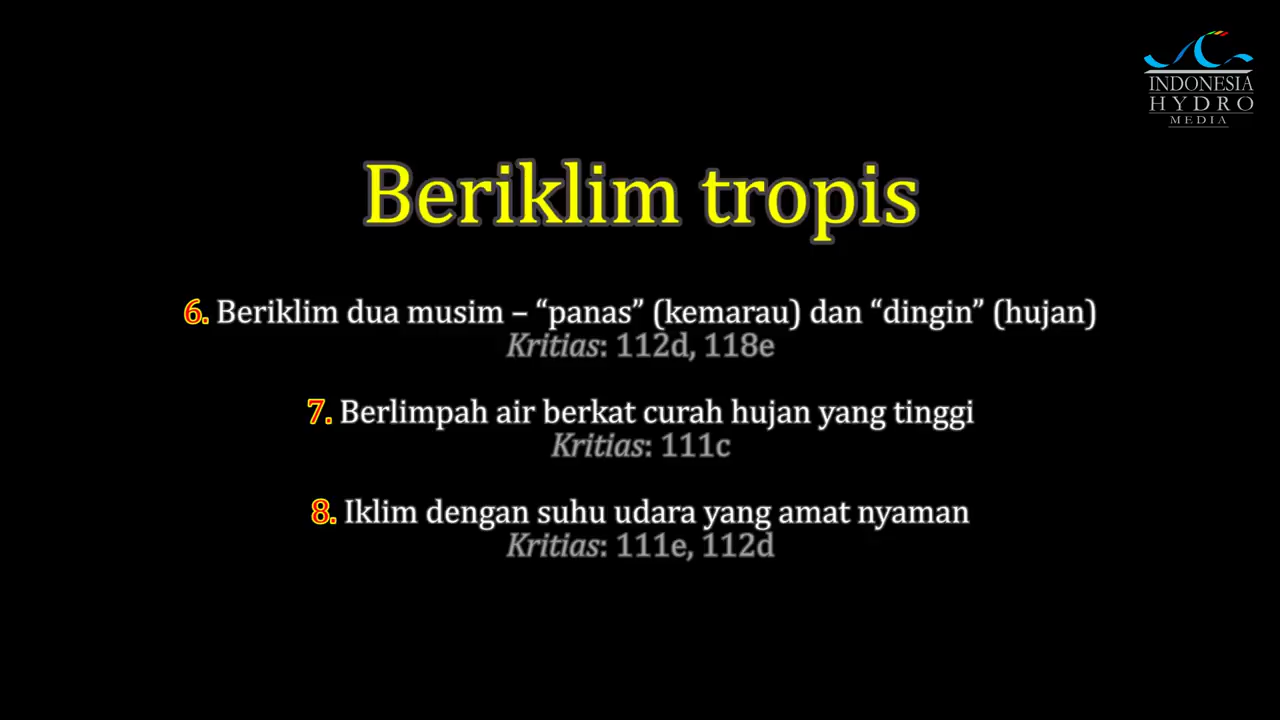 INDONESIA
HYDRO
MEDIA
Beriklim tropis
6. Beriklim dua musim – “panas” (kemarau) dan “dingin” (hujan)
Kritias: 112d, 118e
7. Berlimpah air berkat curah hujan yang tinggi
Kritias: 111c
8. Iklim dengan suhu udara yang amat nyaman
Kritias: 111e, 112d